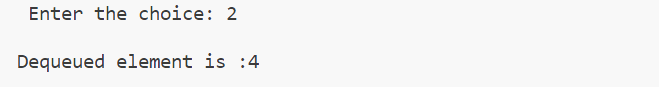 Enter the choice: 2
Dequeued element is :4